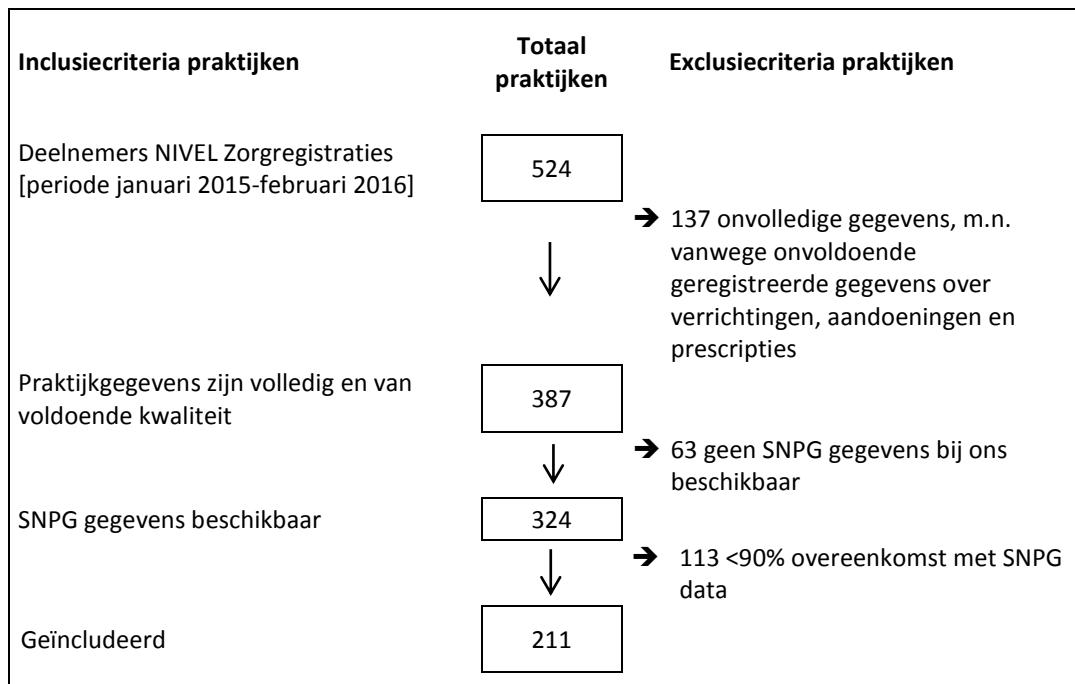 Inclusiecriteria praktijken
Totaal
praktijken
Exclusiecriteria praktijken
Deelnemers NIVEL Zorgregistraties
[periode januari 2015-februari 2016]
524
➔ 137 onvolledige gegevens, m.n.
vanwege onvoldoende
geregistreerde gegevens over
verrichtingen, aandoeningen en
prescripties
Praktijkgegevens zijn volledig en van
voldoende kwaliteit
387
➔ 63 geen SNPG gegevens bij ons
beschikbaar
SNPG gegevens beschikbaar
324
➔ 113 <90% overeenkomst met SNPG
data
Geïncludeerd
211